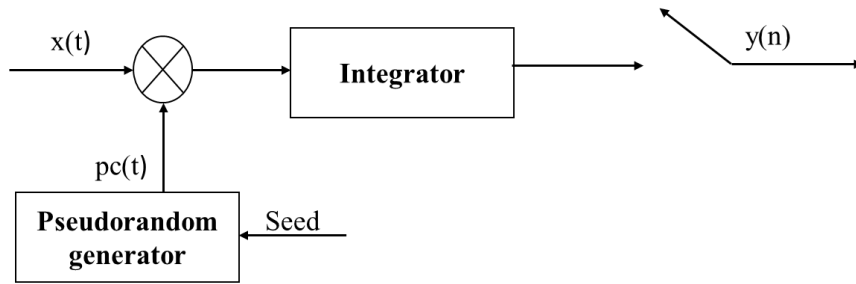 x(t)
y(n)
Integrator
pc(t)
Pseudorandom
generator
Seed